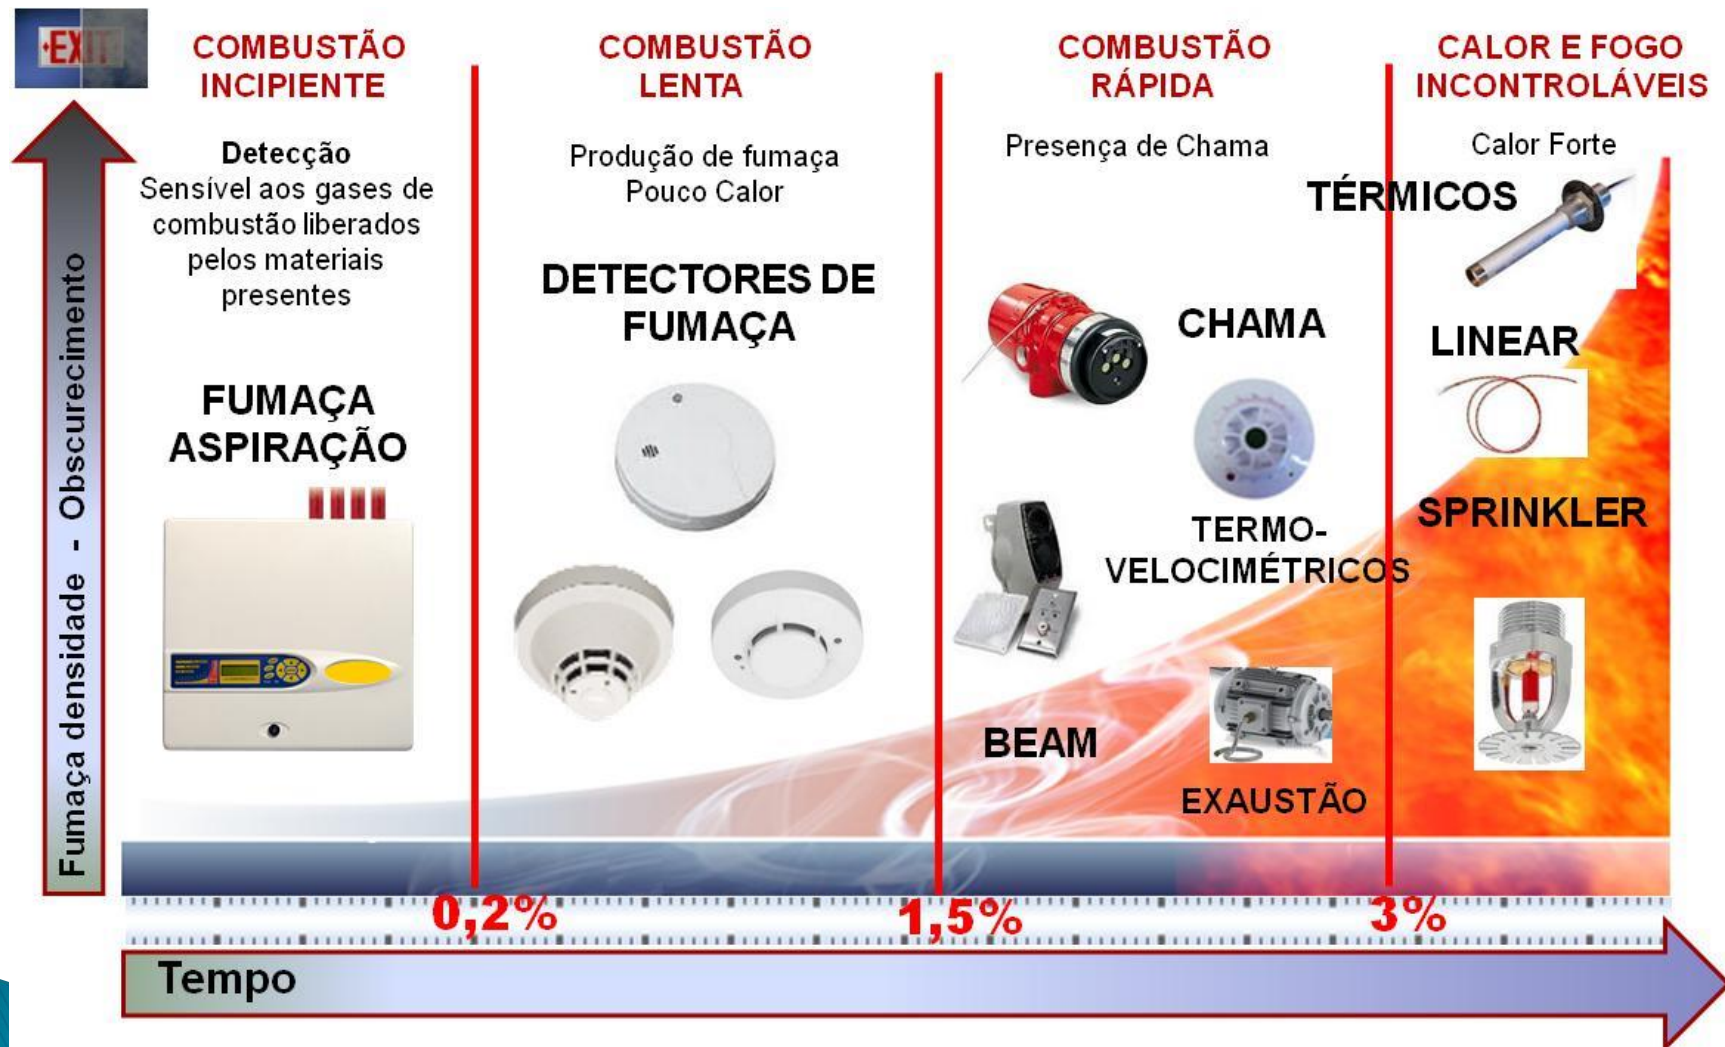 EXIT
COMBUSTÃO
INCIPIENTE
Detecção
Sensível aos gases de
combustão liberados
pelos materiais
presentes
FUMAÇA
ASPIRAÇÃO
COMBUSTÃO
LENTA
Produção de fumaça
Pouco Calor
DETECTORES DE
FUMAÇA
COMBUSTÃO
RÁPIDA
Presença de Chama
CHAMA
TERMO-
VELOCIMÉTRICOS
BEAM
EXAUSTÃO
CALOR E FOGO
INCONTROLÁVEIS
Calor Forte
TÉRMICOS
LINEAR
SPRINKLER
Fumaça densidade - Obscurecimento
0,2%
1,5%
3%
Tempo